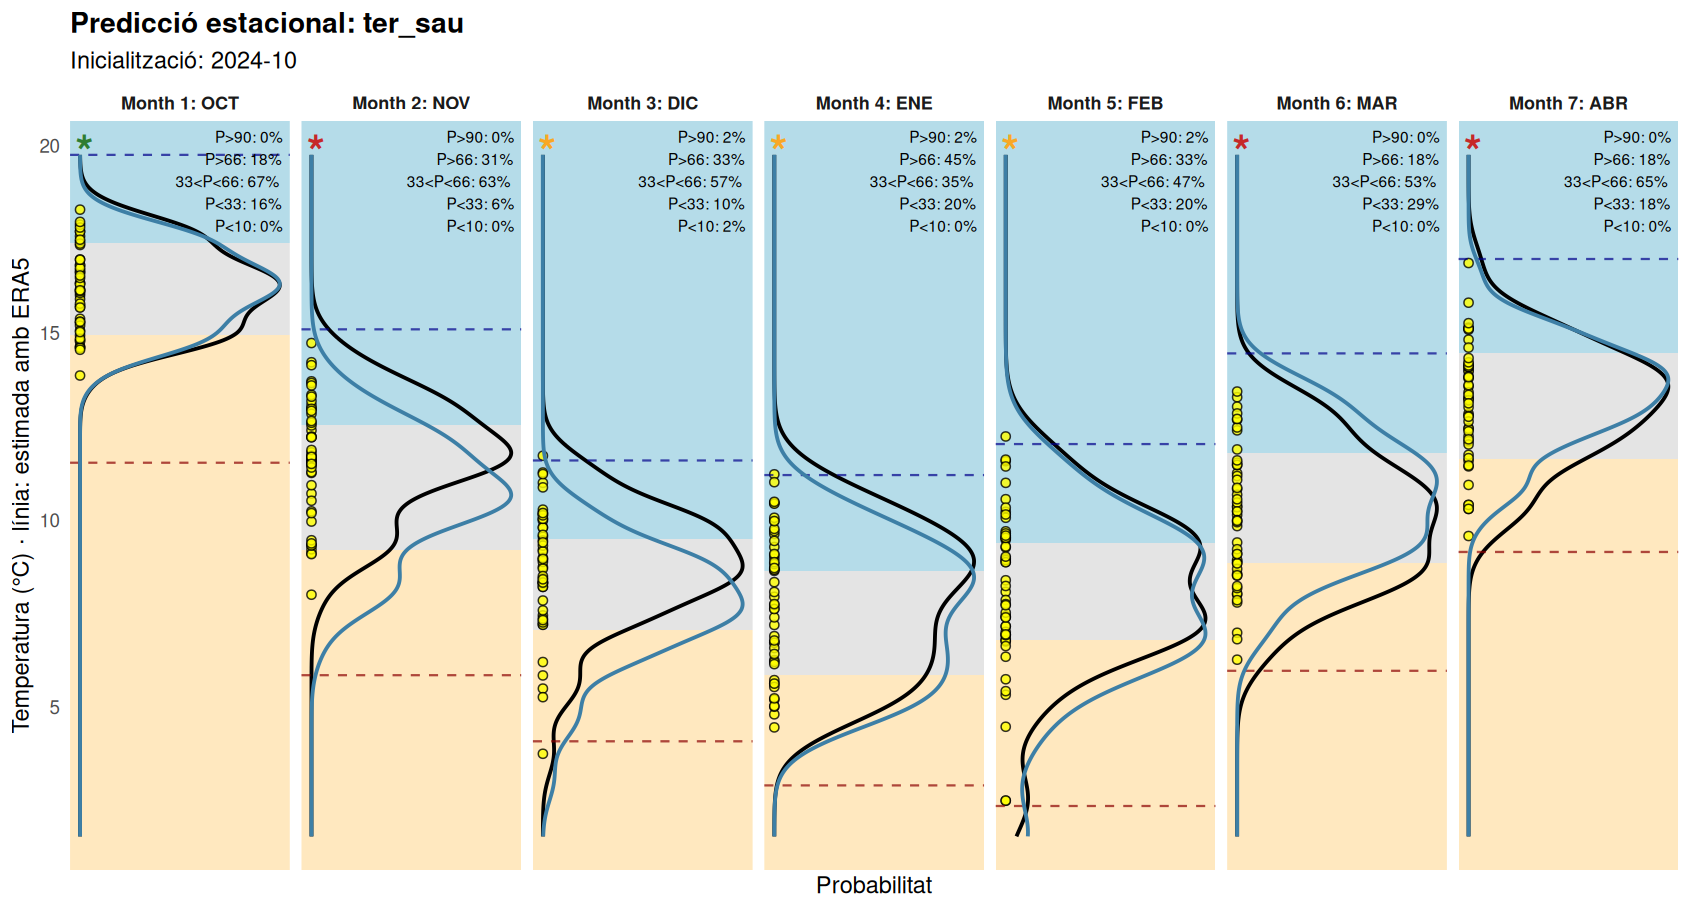 Predicció estacional: ter_sau
Inicialització: 2024-10
Month 1: OCT
Month 2: NOV
Month 3: DIC
Month 4: ENE
Month 5: FEB
Month 6: MAR
Month 7: ABR
P>90: 0%
P>66: 18%
33<P<66: 67%
P<33: 16%
P<10: 0%
P>90: 0%
P>66: 31%
33<P<66: 63%
P<33: 6%
P<10: 0%
P>90: 2%
P>66: 33%
33<P<66: 57%
P<33: 10%
P<10: 2%
P>90: 2%
P>66: 45%
33<P<66: 35%
P<33: 20%
P<10: 0%
P>90: 2%
P>66: 33%
33<P<66: 47%
P<33: 20%
P<10: 0%
P>90: 0%
P>66: 18%
33<P<66: 53%
P<33: 29%
P<10: 0%
P>90: 0%
P>66: 18%
33<P<66: 65%
P<33: 18%
P<10: 0%
20
15
10
5
Temperatura (°C) · línia: estimada amb ERA5
Probabilitat